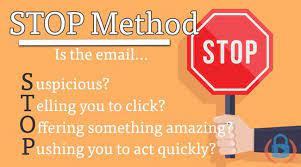 STOP Method
Is the email...
STOP
Suspicious?
Telling you to click?
Offering something amazing?
Pushing you to act quickly?